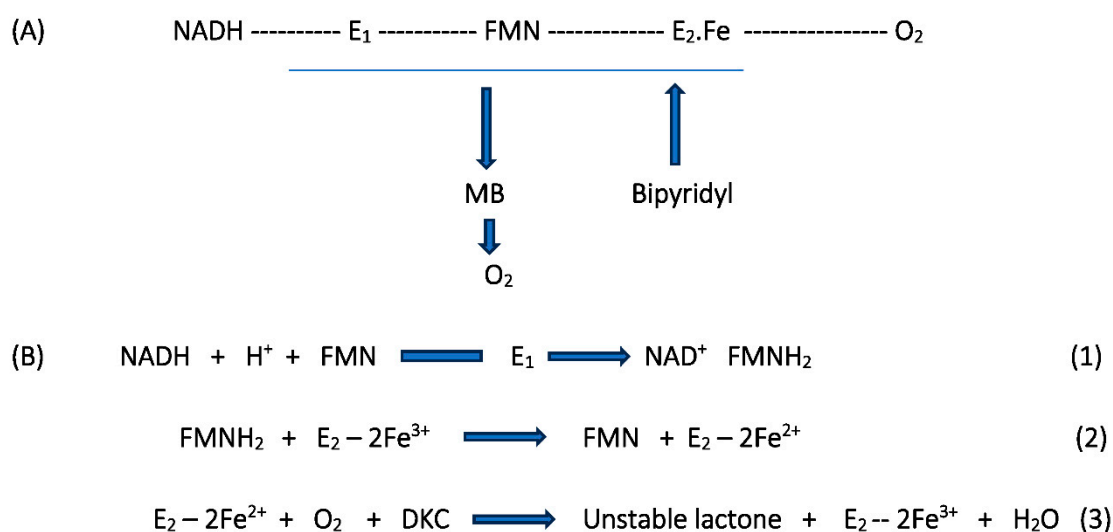 (A) NADH ---------- E₁ ----------- FMN ------------- E₂.Fe ---------------- O₂
MB Bipyridyl
O₂
(B) NADH + H⁺ + FMN E₁ NAD⁺ FMNH₂ (1)
FMNH₂ + E₂ – 2Fe³⁺ FMN + E₂ – 2Fe²⁺ (2)
E₂ – 2Fe²⁺ + O₂ + DKC Unstable lactone + E₂ -- 2Fe³⁺ + H₂O (3)